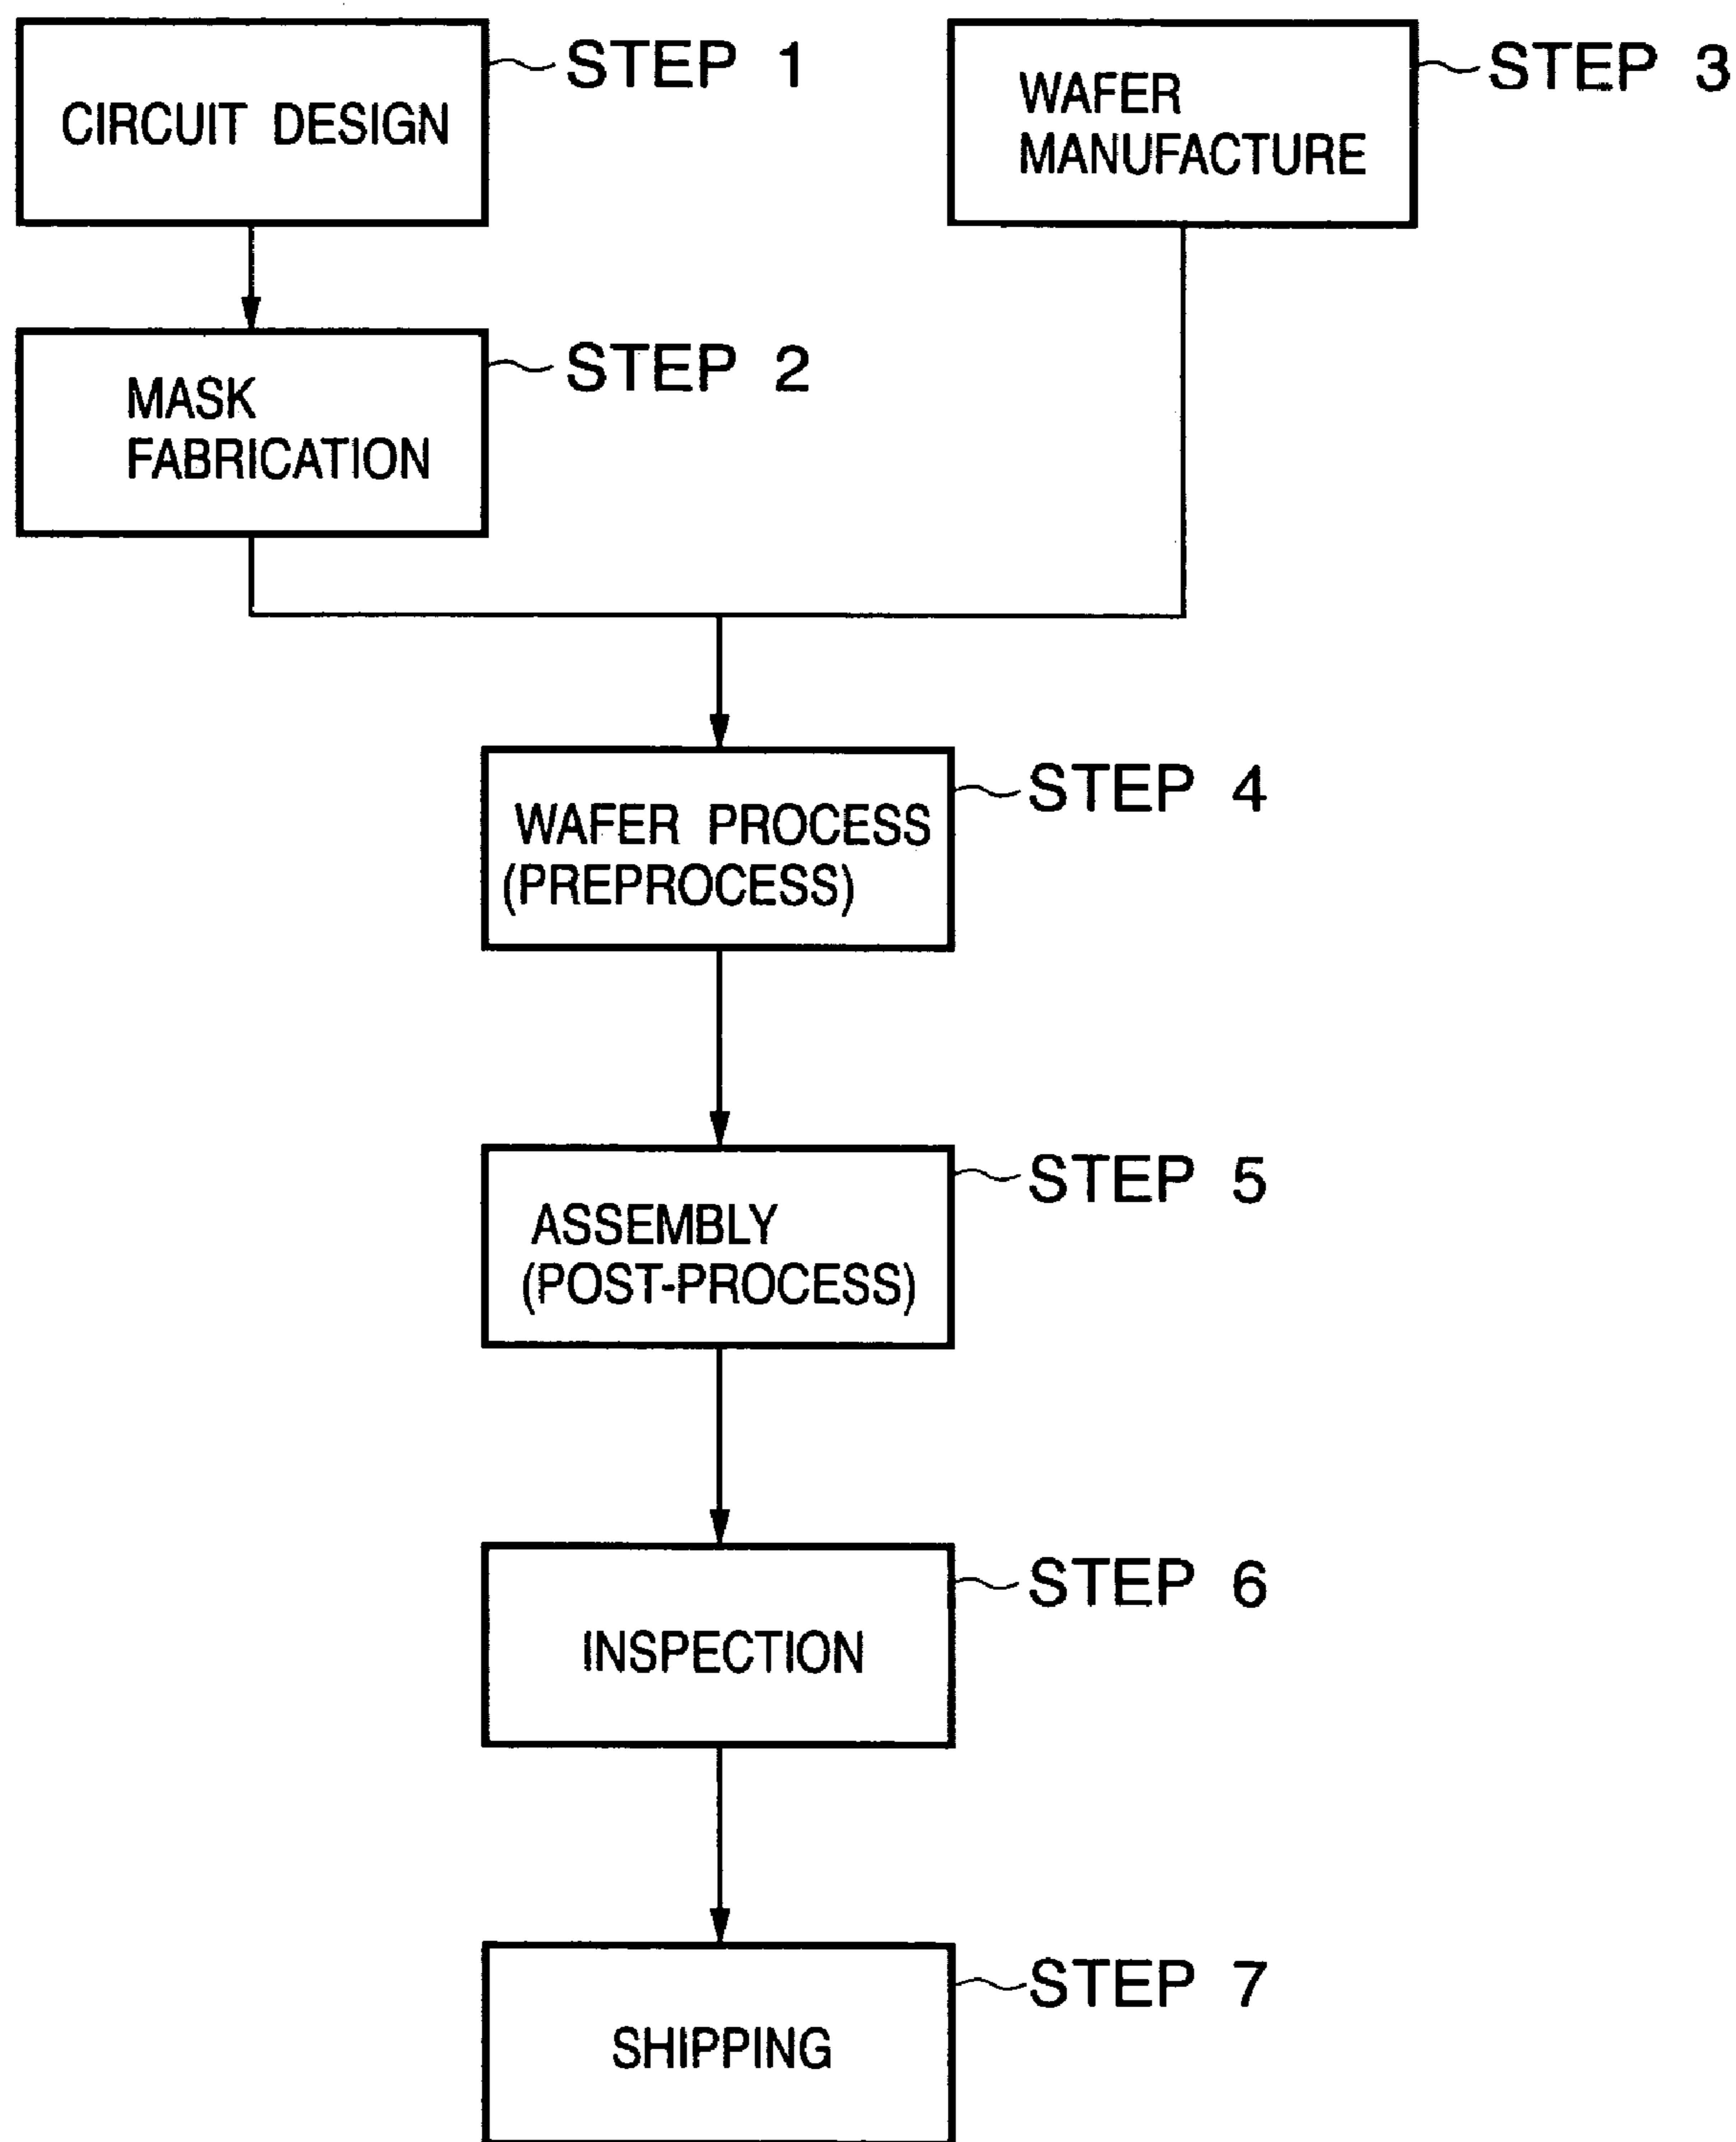 CIRCUIT DESIGN
STEP 1
WAFER
MANUFACTURE
STEP 3
MASK
FABRICATION
STEP 2
WAFER PROCESS
(PREPROCESS)
STEP 4
ASSEMBLY
(POST-PROCESS)
STEP 5
INSPECTION
STEP 6
SHIPPING
STEP 7